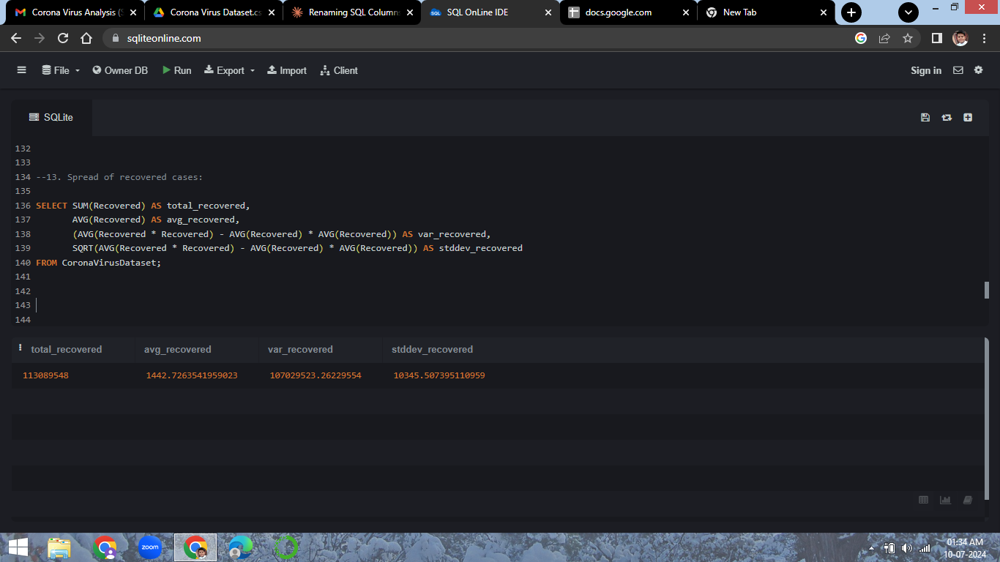 Corona Virus Analysis (S
Corona Virus Dataset.cs
Renaming SQL Column
SQL OnLine IDE
docs.google.com
New Tab
sqliteonline.com
File
Owner DB
Run
Export
Import
Client
Sign in
SQLite
132
133
134 --13. Spread of recovered cases:
135
136 SELECT SUM(Recovered) AS total_recovered,
137 AVG(Recovered) AS avg_recovered,
138 (AVG(Recovered * Recovered) - AVG(Recovered) * AVG(Recovered)) AS var_recovered,
139 SQRT(AVG(Recovered * Recovered) - AVG(Recovered) * AVG(Recovered)) AS stddev_recovered
140 FROM CoronaVirusDataset;
141
142
143
144
total_recovered avg_recovered var_recovered stddev_recovered
113089548 1442.7263541959023 107029523.26229554 10345.507395110959
zoom
01:34 AM
10-07-2024